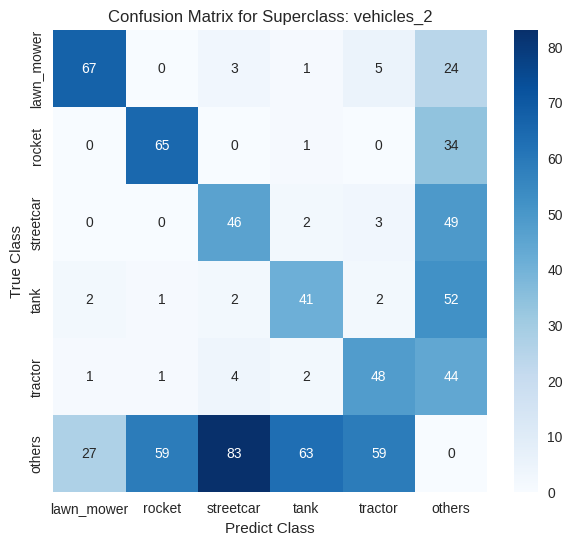 Confusion Matrix for Superclass: vehicles_2
True Class
lawn_mower 67 0 3 1 5 24
rocket 0 65 0 1 0 34
streetcar 0 0 46 2 3 49
tank 2 1 2 41 2 52
tractor 1 1 4 2 48 44
others 27 59 83 63 59 0
lawn_mower rocket streetcar tank tractor others
Predict Class
80
70
60
50
40
30
20
10
0